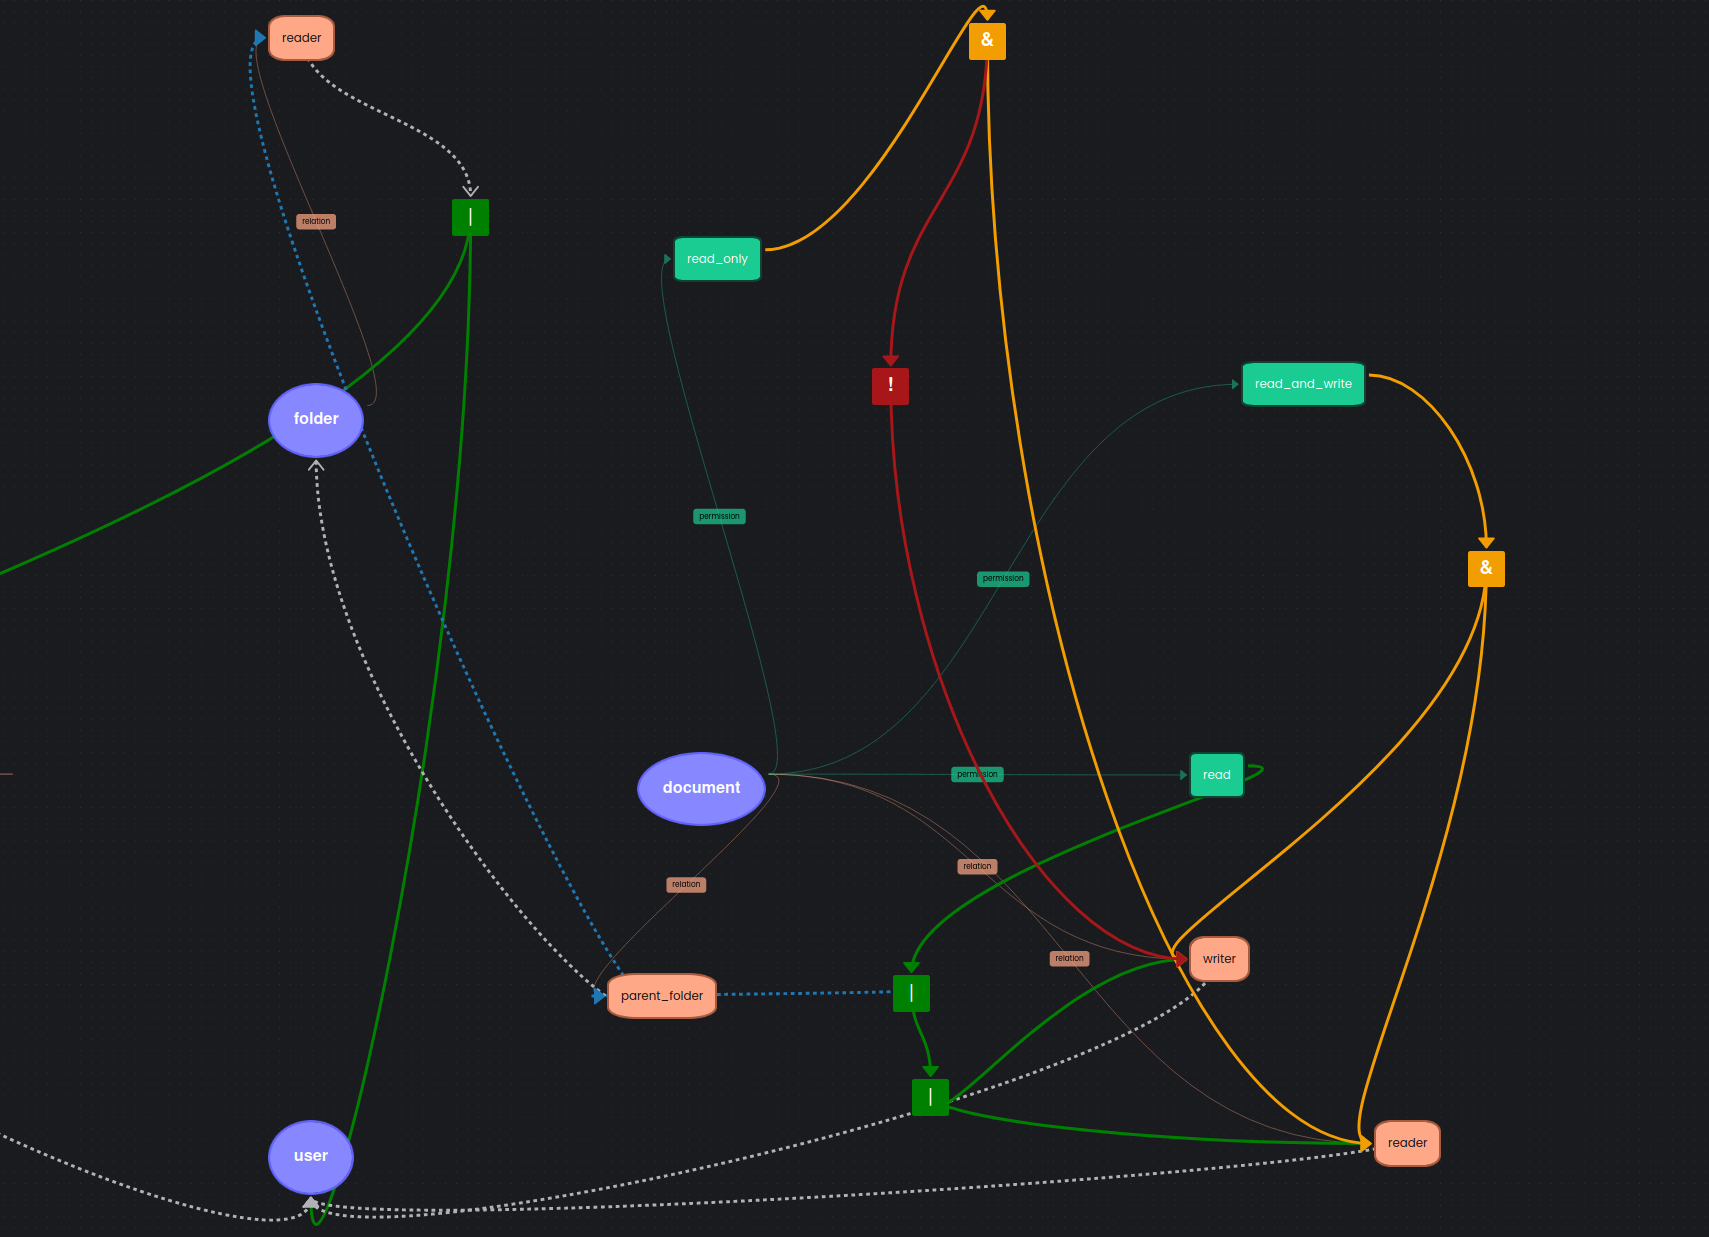 reader
&
|
relation
read_only
!
read_and_write
folder
permission
&
permission
document
permission
read
relation
relation
writer
relation
parent_folder
|
|
user
reader